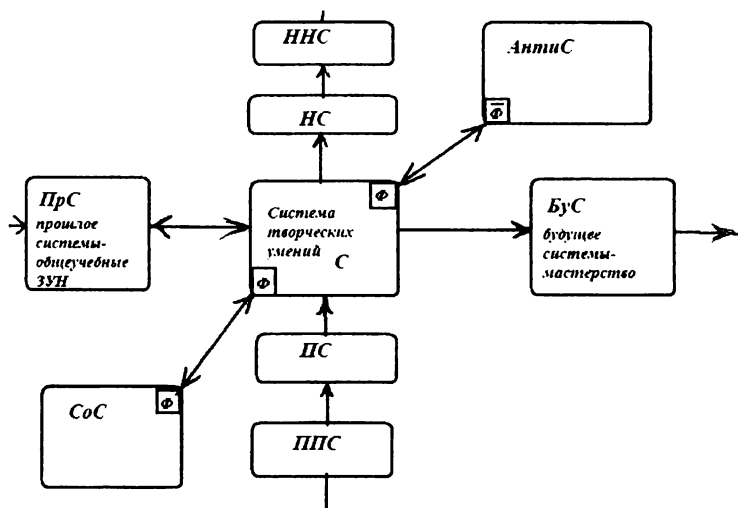 ННС
АнтиС
Ф̅
НС
ПрС
прошлое
системы-
общеучебные
ЗУН
Ф
Система
творческих
умений
С
Ф
БуС
будущее
системы-
мастерство
ПС
СоС
Ф
ППС